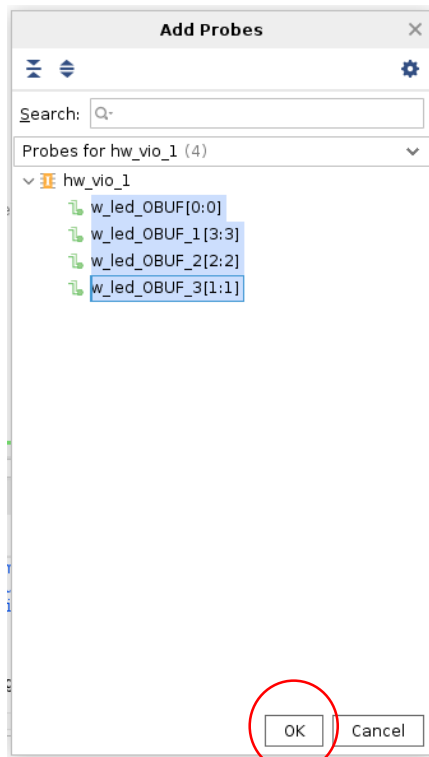 Add Probes
Search: Q-
Probes for hw_vio_1 (4)
hw_vio_1
w_led_OBUF[0:0]
w_led_OBUF_1[3:3]
w_led_OBUF_2[2:2]
w_led_OBUF_3[1:1]
OK Cancel